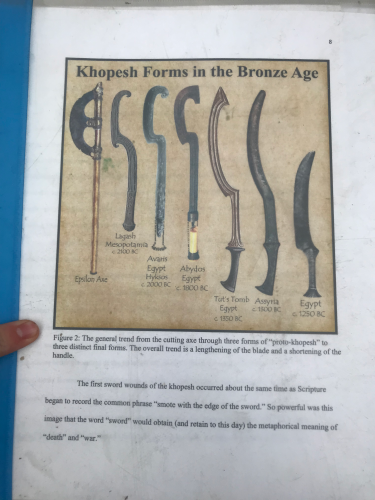 8
Khopesh Forms in the Bronze Age
Epsilon Axe
Lagash
Mesopotamia
c. 2100 BC
Avaris
Egypt
Hyksos
c. 2000 BC
Abydos
Egypt
c. 1800 BC
Tut's Tomb
Egypt
c. 1350 BC
Assyria
c. 1300 BC
Egypt
c. 1250 BC
Figure 2: The general trend from the cutting axe through three forms of "proto-khopesh" to
three distinct final forms. The overall trend is a lengthening of the blade and a shortening of the
handle.
The first sword wounds of the khopesh occurred about the same time as Scripture
began to record the common phrase "smote with the edge of the sword." So powerful was this
image that the word "sword" would obtain (and retain to this day) the metaphorical meaning of
"death" and "war."